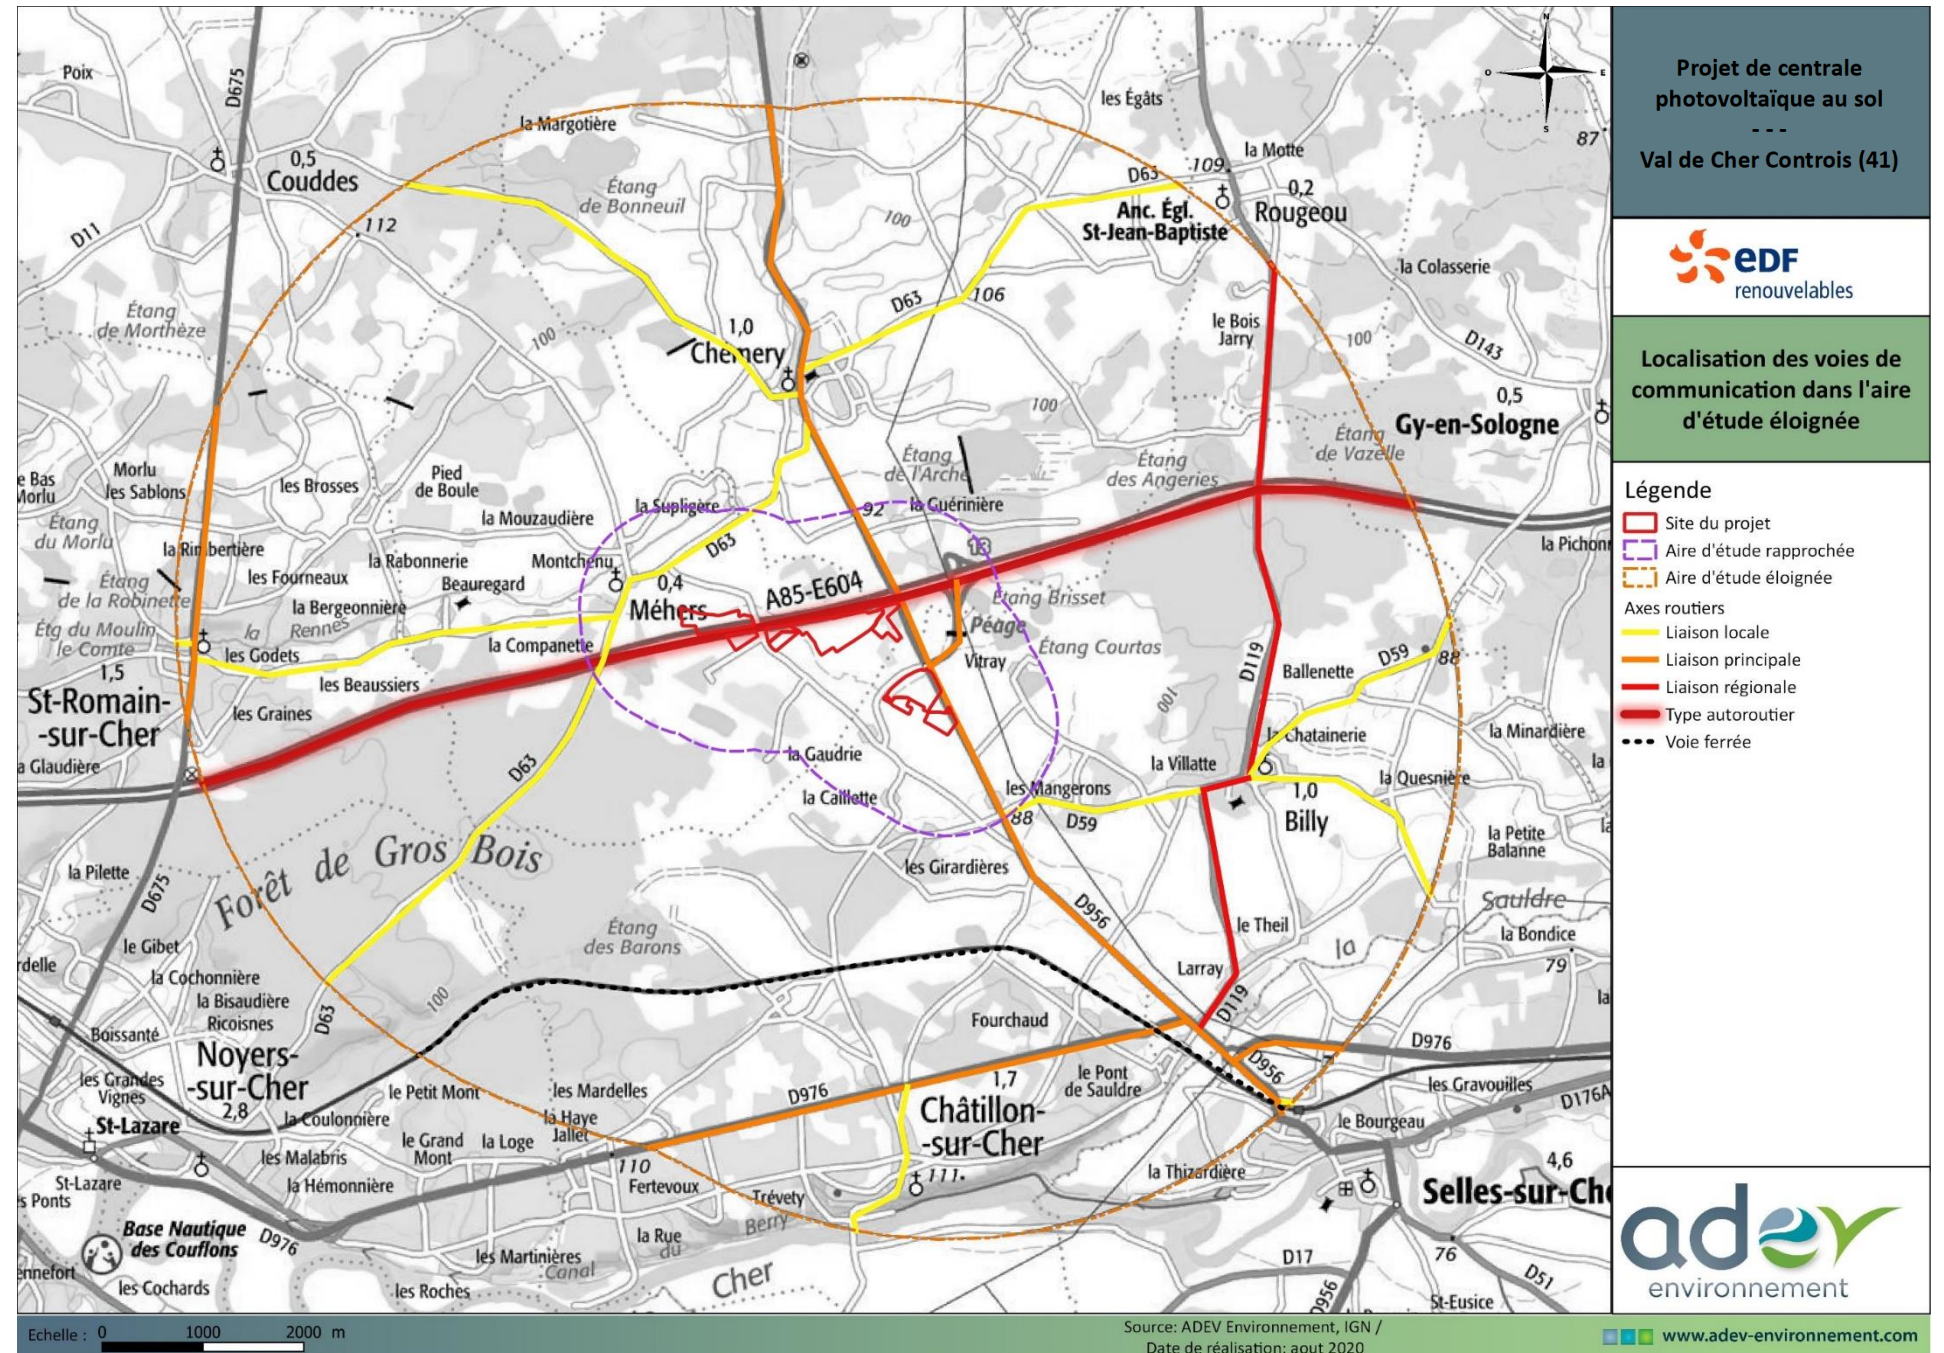 Poix
D675
la Margotière
les Égâts
87
0,5
Couddes
Étang
de Bonneuil
D63
109
la Motte
0,2
Rougeou
Anc. Égl.
St-Jean-Baptiste
D11
112
100
la Colasserie
Étang
de Morthèze
100
1,0
Chémery
D63
106
le Bois
Jarry
100
D143
0,5
Gy-en-Sologne
100
Étang
de Vazelle
Étang
de l'Arche
Étang
des Angeries
e Bas
Morlu
Morlu
les Sablons
les Brosses
Pied
de Boule
la Supligère
92
la Guérinière
Étang
du Morlu
la Mouzaudière
la Rimbertière
la Rabonnerie
Montchenu
D63
13
la Pichonn
les Fourneaux
Beauregard
0,4
Méhers
A85-E604
Étang
de la Robinette
la Bergeonnière
Étang Brisset
Péage
Étg du Moulin
le Comte
la
Rennes
les Godets
la Companette
Étang Courtas
Vitray
D119
Ballenette
D59
88
1,5
St-Romain-
-sur-Cher
les Beaussiers
les Graines
100
la Minardière
la Chatainerie
a Glaudière
D63
la Gaudrie
la Villatte
la Quesnière
la
la Caillette
les Mangerons
88
D59
1,0
Billy
la Petite
Balanne
la Pilette
D675
Forêt de Gros Bois
les Girardières
Sauldre
la
D956
le Theil
la Bondice
le Gibet
Étang
des Barons
rdelle
la Cochonnière
Larray
79
la Bisaudière
Ricoisnes
100
D119
la
Boissanté
D63
Fourchaud
Noyers-
-sur-Cher
2,8
D976
D956
les Grandes
Vignes
le Petit Mont
les Mardelles
D976
1,7
Châtillon-
-sur-Cher
le Pont
de Sauldre
les Gravouilles
D176A
St-Lazare
la Coulonnière
la Haye
Jallet
le Bourgeau
le Grand
Mont
la Loge
les Malabris
110
Fertevoux
111
la Thizardière
4,6
Selles-sur-Che
St-Lazare
s Ponts
la Hémonnière
Trévety
Base Nautique
des Couflons
D976
la Rue
Berry
du
Canal
les Martinières
D17
76
D51
nnefort
les Cochards
les Roches
Cher
D956
St-Eusice
N
O
E
S
Projet de centrale
photovoltaïque au sol
- - -
Val de Cher Controis (41)
eDF
renouvelables
Localisation des voies de
communication dans l'aire
d'étude éloignée
Légende
Site du projet
Aire d'étude rapprochée
Aire d'étude éloignée
Axes routiers
Liaison locale
Liaison principale
Liaison régionale
Type autoroutier
Voie ferrée
adev
environnement
Echelle : 0 1000 2000 m
Source: ADEV Environnement, IGN /
Date de réalisation: aout 2020
www.adev-environnement.com